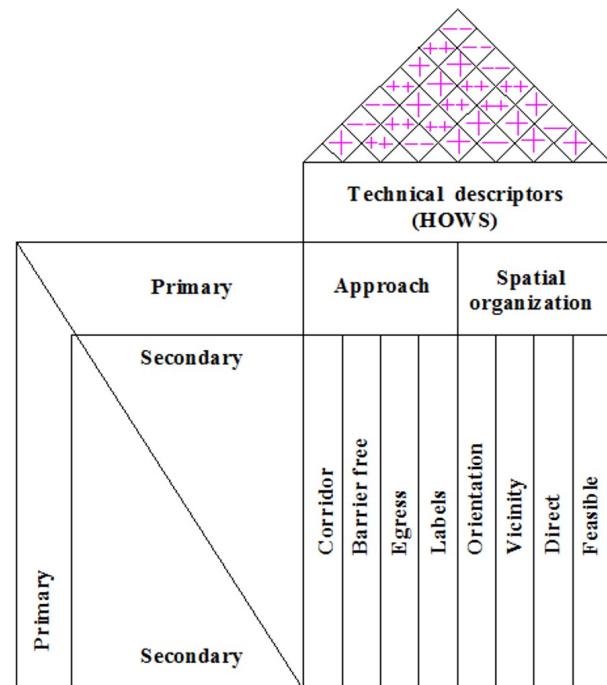 Technical descriptors
(HOWS)
Primary
Approach
Spatial
organization
Secondary
Corridor
Barrier free
Egress
Labels
Orientation
Vicinity
Direct
Feasible
Primary
Secondary